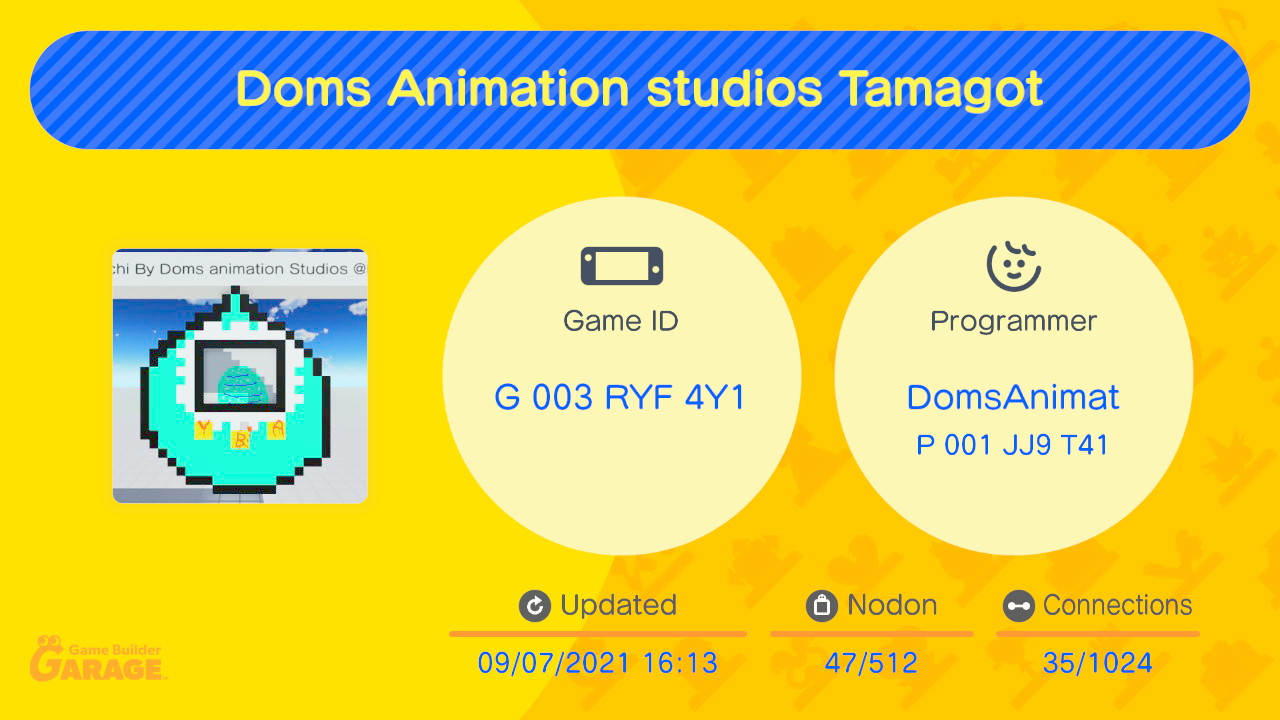 Doms Animation studios Tamagot
chi By Doms animation Studios @
Y B A
Game ID
G 003 RYF 4Y1
Programmer
DomsAnimat
P 001 JJ9 T41
Updated
09/07/2021 16:13
Nodon
47/512
Connections
35/1024
Game Builder
GARAGE